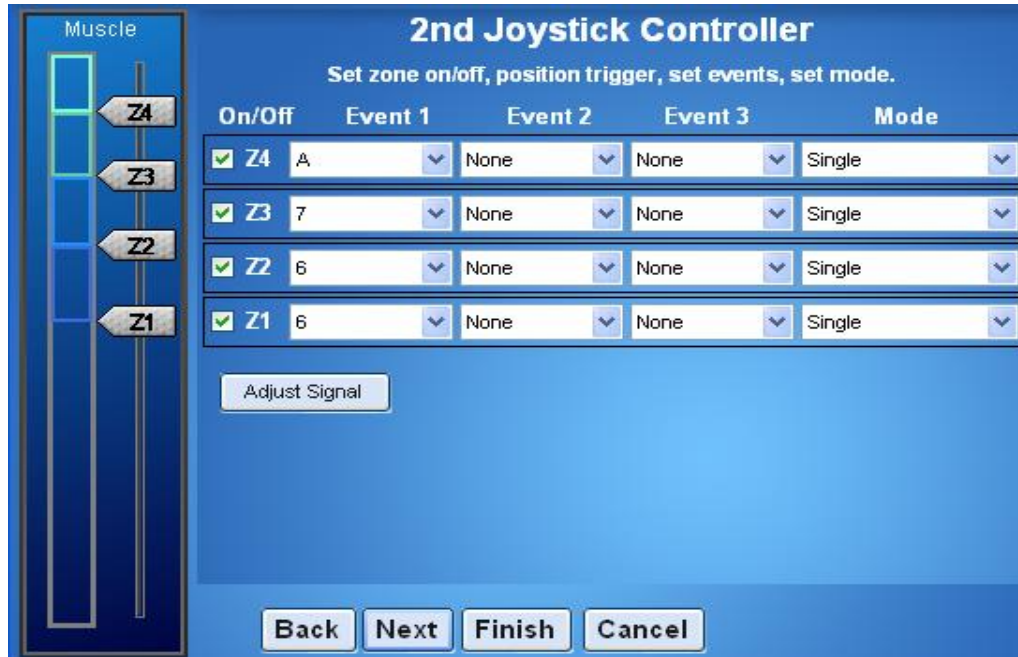 Muscle
Z4
Z3
Z2
Z1
2nd Joystick Controller
Set zone on/off, position trigger, set events, set mode.
On/Off Event 1 Event 2 Event 3 Mode
Z4 A None None Single
Z3 7 None None Single
Z2 6 None None Single
Z1 6 None None Single
Adjust Signal
Back Next Finish Cancel